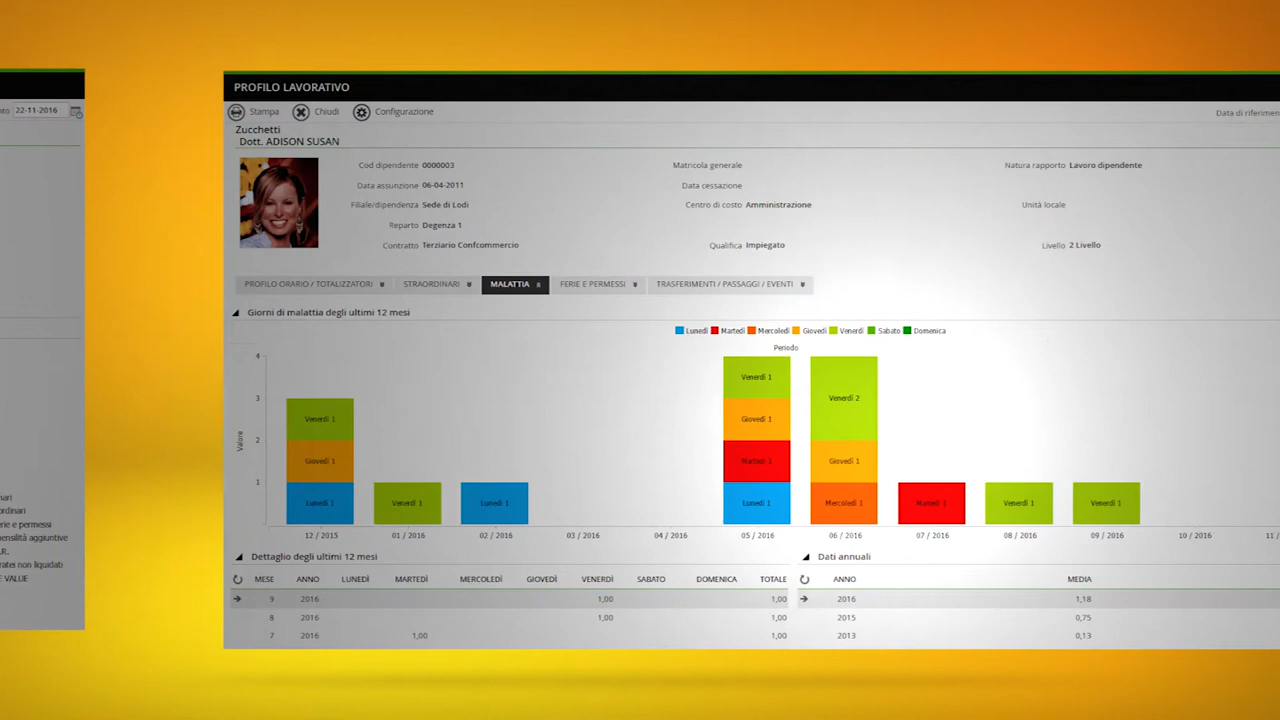 nto 22-11-2016
nari
ordinari
erie e permessi
pensilità aggiuntive
.R.
ratei non liquidati
E VALUE
PROFILO LAVORATIVO
Stampa Chiudi Configurazione Data di riferimen
Zucchetti
Dott. ADISON SUSAN
Cod dipendente 0000003 Matricola generale Natura rapporto Lavoro dipendente
Data assunzione 06-04-2011 Data cessazione
Filiale/dipendenza Sede di Lodi Centro di costo Amministrazione Unità locale
Reparto Degenza 1
Contratto Terziario Confcommercio Qualifica Impiegato Livello 2 Livello
PROFILO ORARIO / TOTALIZZATORI STRAORDINARI MALATTIA FERIE E PERMESSI TRASFERIMENTI / PASSAGGI / EVENTI
Giorni di malattia degli ultimi 12 mesi
Lunedì Martedì Mercoledì Giovedì Venerdì Sabato Domenica
Periodo
4 Venerdì 1 Venerdì 2
3 Venerdì 1 Giovedì 1
Valore
2 Giovedì 1 Martedì 1 Giovedì 1
1 Lunedì 1 Venerdì 1 Lunedì 1 Lunedì 1 Mercoledì 1 Martedì 1 Venerdì 1 Venerdì 1
12 / 2015 01 / 2016 02 / 2016 03 / 2016 04 / 2016 05 / 2016 06 / 2016 07 / 2016 08 / 2016 09 / 2016 10 / 2016 11 /
Dettaglio degli ultimi 12 mesi Dati annuali
MESE ANNO LUNEDÌ MARTEDÌ MERCOLEDÌ GIOVEDÌ VENERDÌ SABATO DOMENICA TOTALE ANNO MEDIA
9 2016 1,00 1,00 2016 1,18
8 2016 1,00 1,00 2015 0,75
7 2016 1,00 1,00 2013 0,13